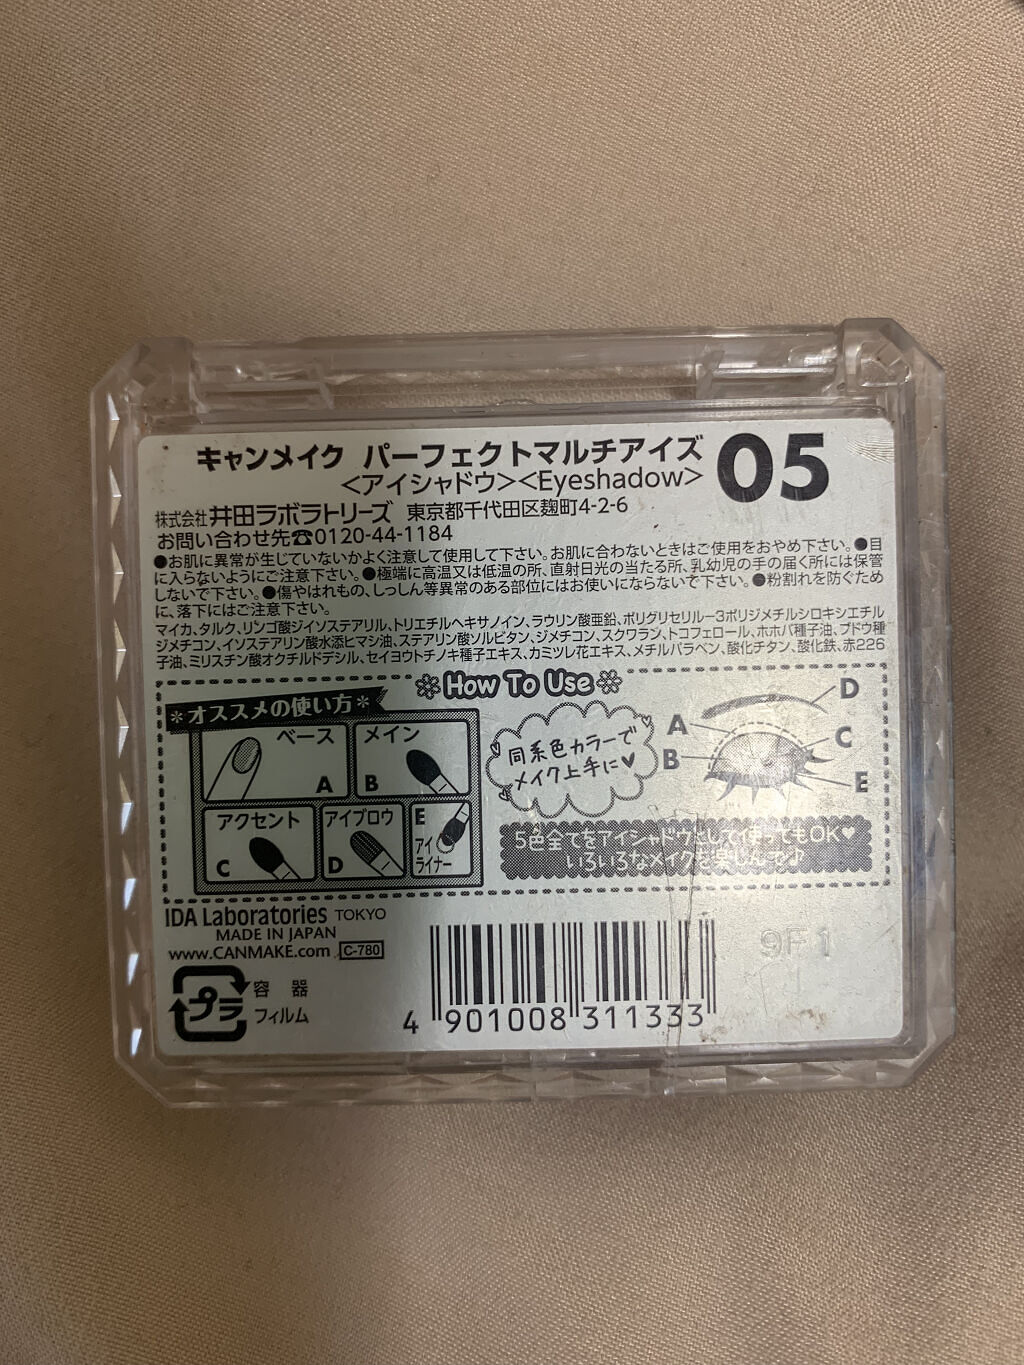 キャンメイク パーフェクトマルチアイズ
<アイシャドウ><Eyeshadow>
05
株式会社井田ラボラトリーズ 東京都千代田区麹町4-2-6
お問い合わせ先☎0120-44-1184
●お肌に異常が生じていないかよく注意して使用して下さい。お肌に合わないときはご使用をおやめ下さい。●目
に入らないようにご注意下さい。●極端に高温又は低温の所、直射日光の当たる所、乳幼児の手の届く所には保管
しないで下さい。●傷やはれもの、しっしん等異常のある部位にはお使いにならないで下さい。●粉割れを防ぐため
に、落下にはご注意下さい。
マイカ、タルク、リンゴ酸ジイソステアリル、トリエチルヘキサノイン、ラウリン酸亜鉛、ポリグリセリル-3ポリジメチルシロキシエチル
ジメチコン、イソステアリン酸水添ヒマシ油、ステアリン酸ソルビタン、ジメチコン、スクワラン、トコフェロール、ホホバ種子油、ブドウ種
子油、ミリスチン酸オクチルドデシル、セイヨウトチノキ種子エキス、カミツレ花エキス、メチルパラベン、酸化チタン、酸化鉄、赤226
How To Use
*オススメの使い方*
ベース
A
メイン
B
アクセント
C
アイブロウ
D
E
アイ
ライナー
同系色カラーで
メイク上手に♥
A
B
D
C
E
5色全てをアイシャドウとして使ってもOK♥
いろいろなメイクを楽しんで♪
IDA Laboratories TOKYO
MADE IN JAPAN
www.CANMAKE.com C-780
プラ
容器
フィルム
4 901008 311333
9F1